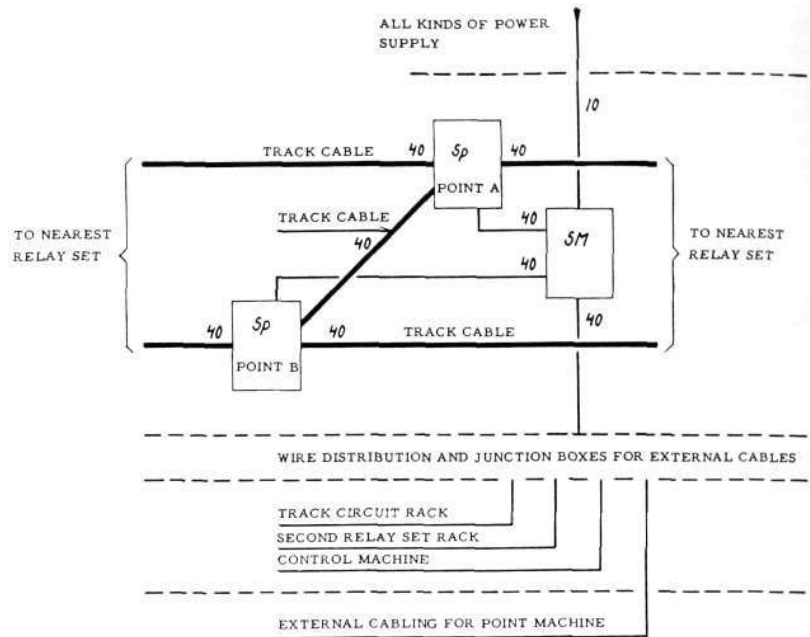 ALL KINDS OF POWER
SUPPLY
10
TRACK CABLE
40
Sp
40
POINT A
TRACK CABLE
40
40
SM
TO NEAREST
RELAY SET
TO NEAREST
RELAY SET
40
40
Sp
40
40
TRACK CABLE
POINT B
WIRE DISTRIBUTION AND JUNCTION BOXES FOR EXTERNAL CABLES
TRACK CIRCUIT RACK
SECOND RELAY SET RACK
CONTROL MACHINE
EXTERNAL CABLING FOR POINT MACHINE